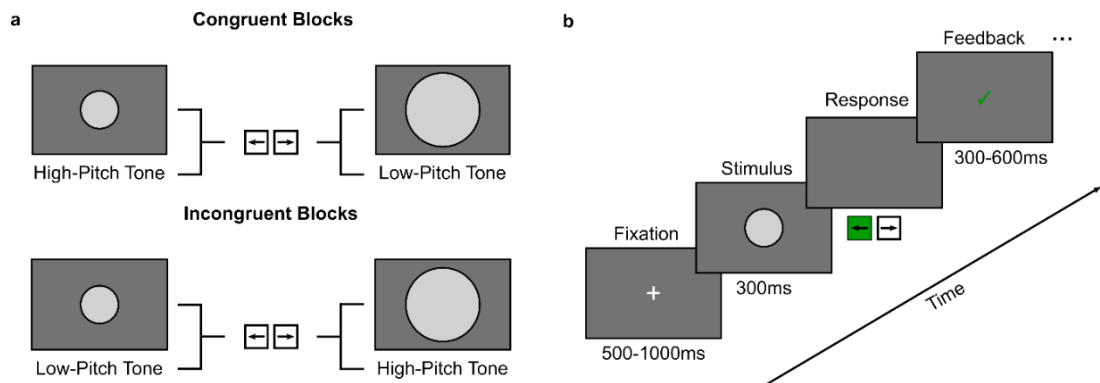 a
Congruent Blocks
High-Pitch Tone
Low-Pitch Tone
Incongruent Blocks
Low-Pitch Tone
High-Pitch Tone
b
Feedback ...
Response
300-600ms
Stimulus
Fixation
300ms
Time
500-1000ms